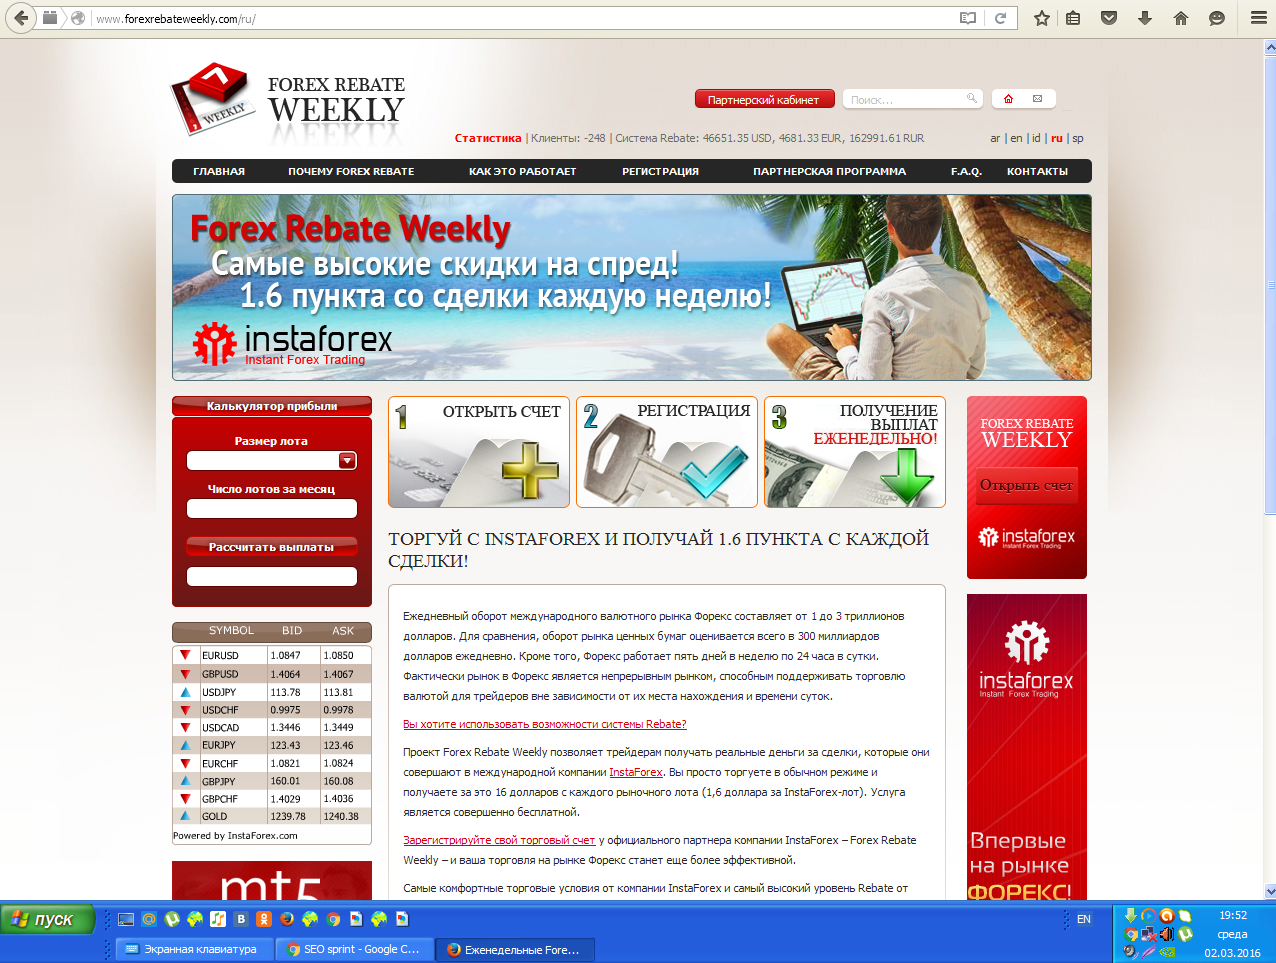 www.forexrebateweekly.com/ru/
WEEKLY
FOREX REBATE
WEEKLY
Партнерский кабинет
Поиск...
Статистика | Клиенты: -248 | Система Rebate: 46651.35 USD, 4681.33 EUR, 162991.61 RUR
ar | en | id | ru | sp
ГЛАВНАЯ ПОЧЕМУ FOREX REBATE КАК ЭТО РАБОТАЕТ РЕГИСТРАЦИЯ ПАРТНЕРСКАЯ ПРОГРАММА F.A.Q. КОНТАКТЫ
Forex Rebate Weekly
Самые высокие скидки на спред!
1.6 пункта со сделки каждую неделю!
instaforex
Instant Forex Trading
Калькулятор прибыли
Размер лота
Число лотов за месяц
Рассчитать выплаты
SYMBOL BID ASK
EURUSD 1.0847 1.0850
GBPUSD 1.4064 1.4067
USDJPY 113.78 113.81
USDCHF 0.9975 0.9978
USDCAD 1.3446 1.3449
EURJPY 123.43 123.46
EURCHF 1.0821 1.0824
GBPJPY 160.01 160.08
GBPCHF 1.4029 1.4036
GOLD 1239.78 1240.38
Powered by InstaForex.com
mt5
1 ОТКРЫТЬ СЧЕТ
2 РЕГИСТРАЦИЯ
3 ПОЛУЧЕНИЕ
ВЫПЛАТ
ЕЖЕНЕДЕЛЬНО!
ТОРГУЙ С INSTAFOREX И ПОЛУЧАЙ 1.6 ПУНКТА С КАЖДОЙ
СДЕЛКИ!
Ежедневный оборот международного валютного рынка Форекс составляет от 1 до 3 триллионов
долларов. Для сравнения, оборот рынка ценных бумаг оценивается всего в 300 миллиардов
долларов ежедневно. Кроме того, Форекс работает пять дней в неделю по 24 часа в сутки.
Фактически рынок в Форекс является непрерывным рынком, способным поддерживать торговлю
валютой для трейдеров вне зависимости от их места нахождения и времени суток.
Вы хотите использовать возможности системы Rebate?
Проект Forex Rebate Weekly позволяет трейдерам получать реальные деньги за сделки, которые они
совершают в международной компании InstaForex. Вы просто торгуете в обычном режиме и
получаете за это 16 долларов с каждого рыночного лота (1,6 доллара за InstaForex-лот). Услуга
является совершенно бесплатной.
Зарегистрируйте свой торговый счет у официального партнера компании InstaForex – Forex Rebate
Weekly – и ваша торговля на рынке Форекс станет еще более эффективной.
Самые комфортные торговые условия от компании InstaForex и самый высокий уровень Rebate от
FOREX REBATE
WEEKLY
Открыть счет
instaforex
Instant Forex Trading
instaforex
Instant Forex Trading
Впервые
на рынке
ФОРЕКС!
пуск
EN
19:52
среда
02.03.2016
Экранная клавиатура
SEO sprint - Google C...
Еженедельные Fore...